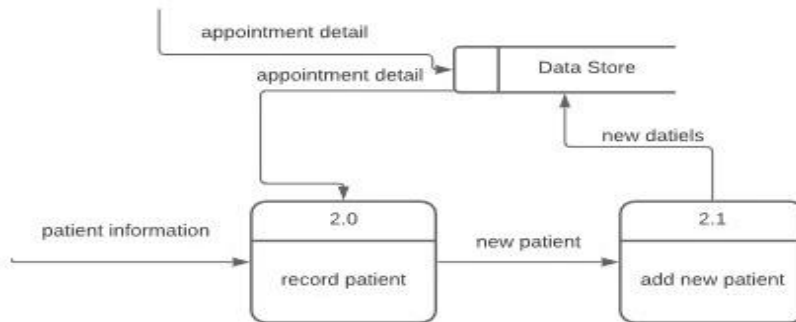 appointment detail
Data Store
appointment detail
new datiels
2.0
2.1
patient information
new patient
record patient
add new patient